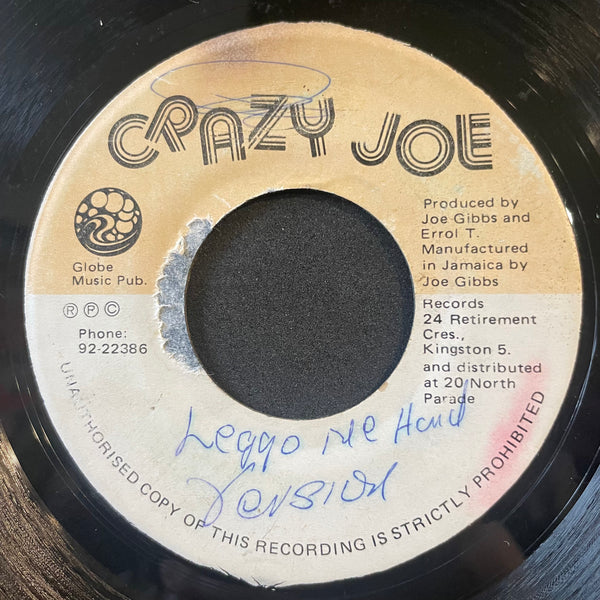 CRAZY JOE
Globe
Music Pub.
Ⓡ Ⓟ Ⓒ
Phone:
92-22386
Produced by
Joe Gibbs and
Errol T.
Manufactured
in Jamaica by
Joe Gibbs
Records
24 Retirement
Cres.,
Kingston 5.
and distributed
at 20 North
Parade
Leggo Me Hand
Version
UNAUTHORISED COPY OF THIS RECORDING IS STRICTLY PROHIBITED